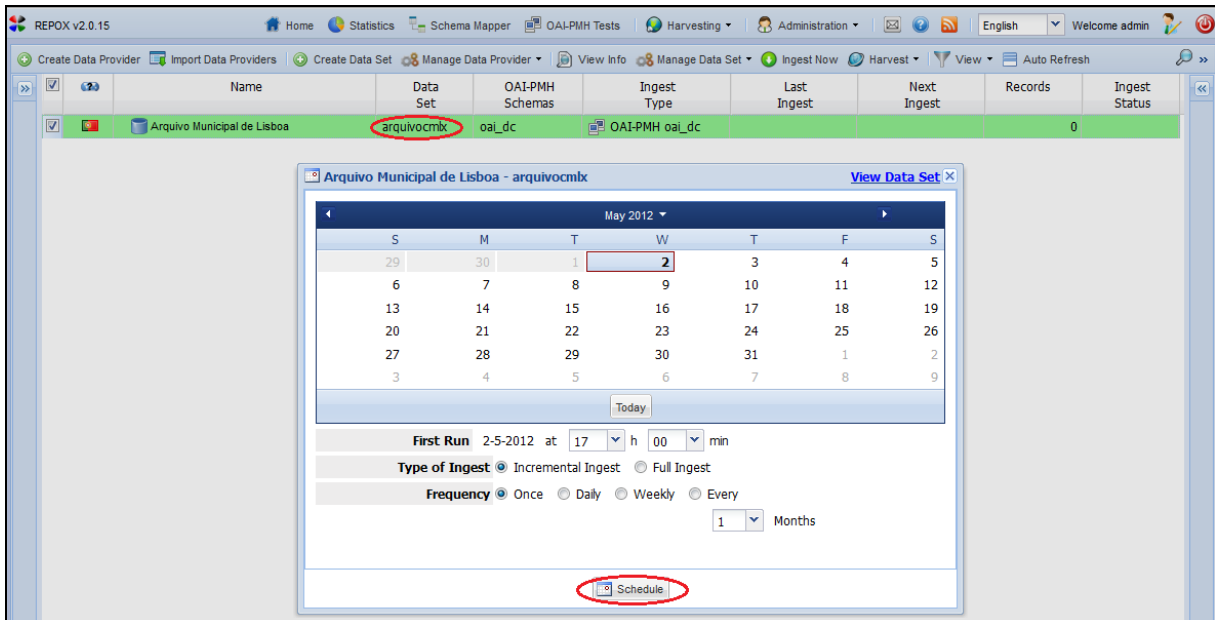 REPOX v2.0.15 Home Statistics Schema Mapper OAI-PMH Tests Harvesting Administration English Welcome admin
Create Data Provider Import Data Providers Create Data Set Manage Data Provider View Info Manage Data Set Ingest Now Harvest View Auto Refresh »
Name Data Set OAI-PMH Schemas Ingest Type Last Ingest Next Ingest Records Ingest Status
Arquivo Municipal de Lisboa arquivocmlx oai_dc OAI-PMH oai_dc 0
Arquivo Municipal de Lisboa - arquivocmlx View Data Set
May 2012
S M T W T F S
29 30 1 2 3 4 5
6 7 8 9 10 11 12
13 14 15 16 17 18 19
20 21 22 23 24 25 26
27 28 29 30 31 1 2
3 4 5 6 7 8 9
Today
First Run 2-5-2012 at 17 h 00 min
Type of Ingest Incremental Ingest Full Ingest
Frequency Once Daily Weekly Every
1 Months
Schedule